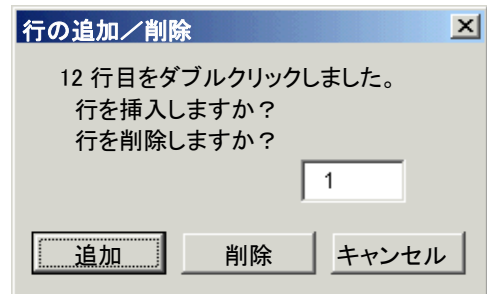 行の追加／削除
12 行目をダブルクリックしました。
行を挿入しますか？
行を削除しますか？
1
追加 削除 キャンセル